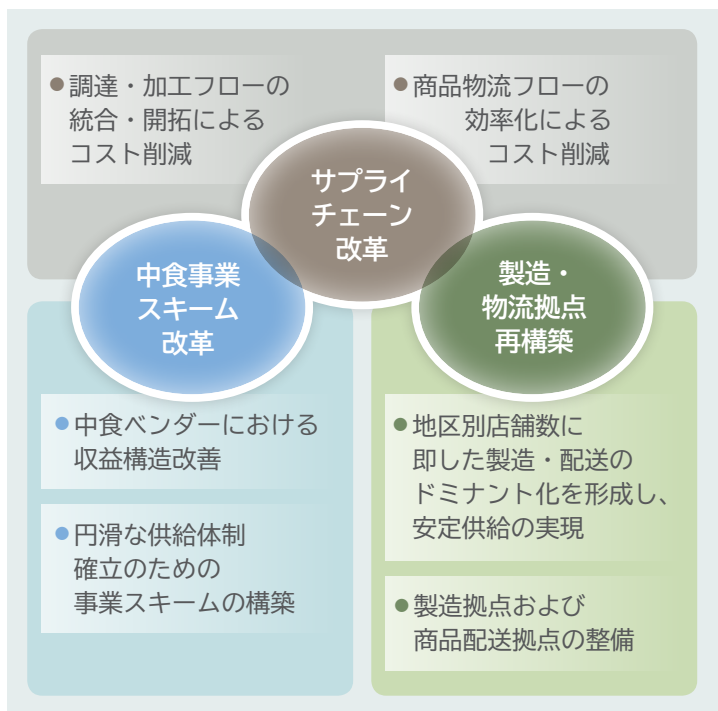 調達・加工フローの
統合・開拓による
コスト削減
商品物流フローの
効率化による
コスト削減
サプライ
チェーン
改革
中食事業
スキーム
改革
製造・
物流拠点
再構築
中食ベンダーにおける
収益構造改善
円滑な供給体制
確立のための
事業スキームの構築
地区別店舗数に
即した製造・配送の
ドミナント化を形成し、
安定供給の実現
製造拠点および
商品配送拠点の整備